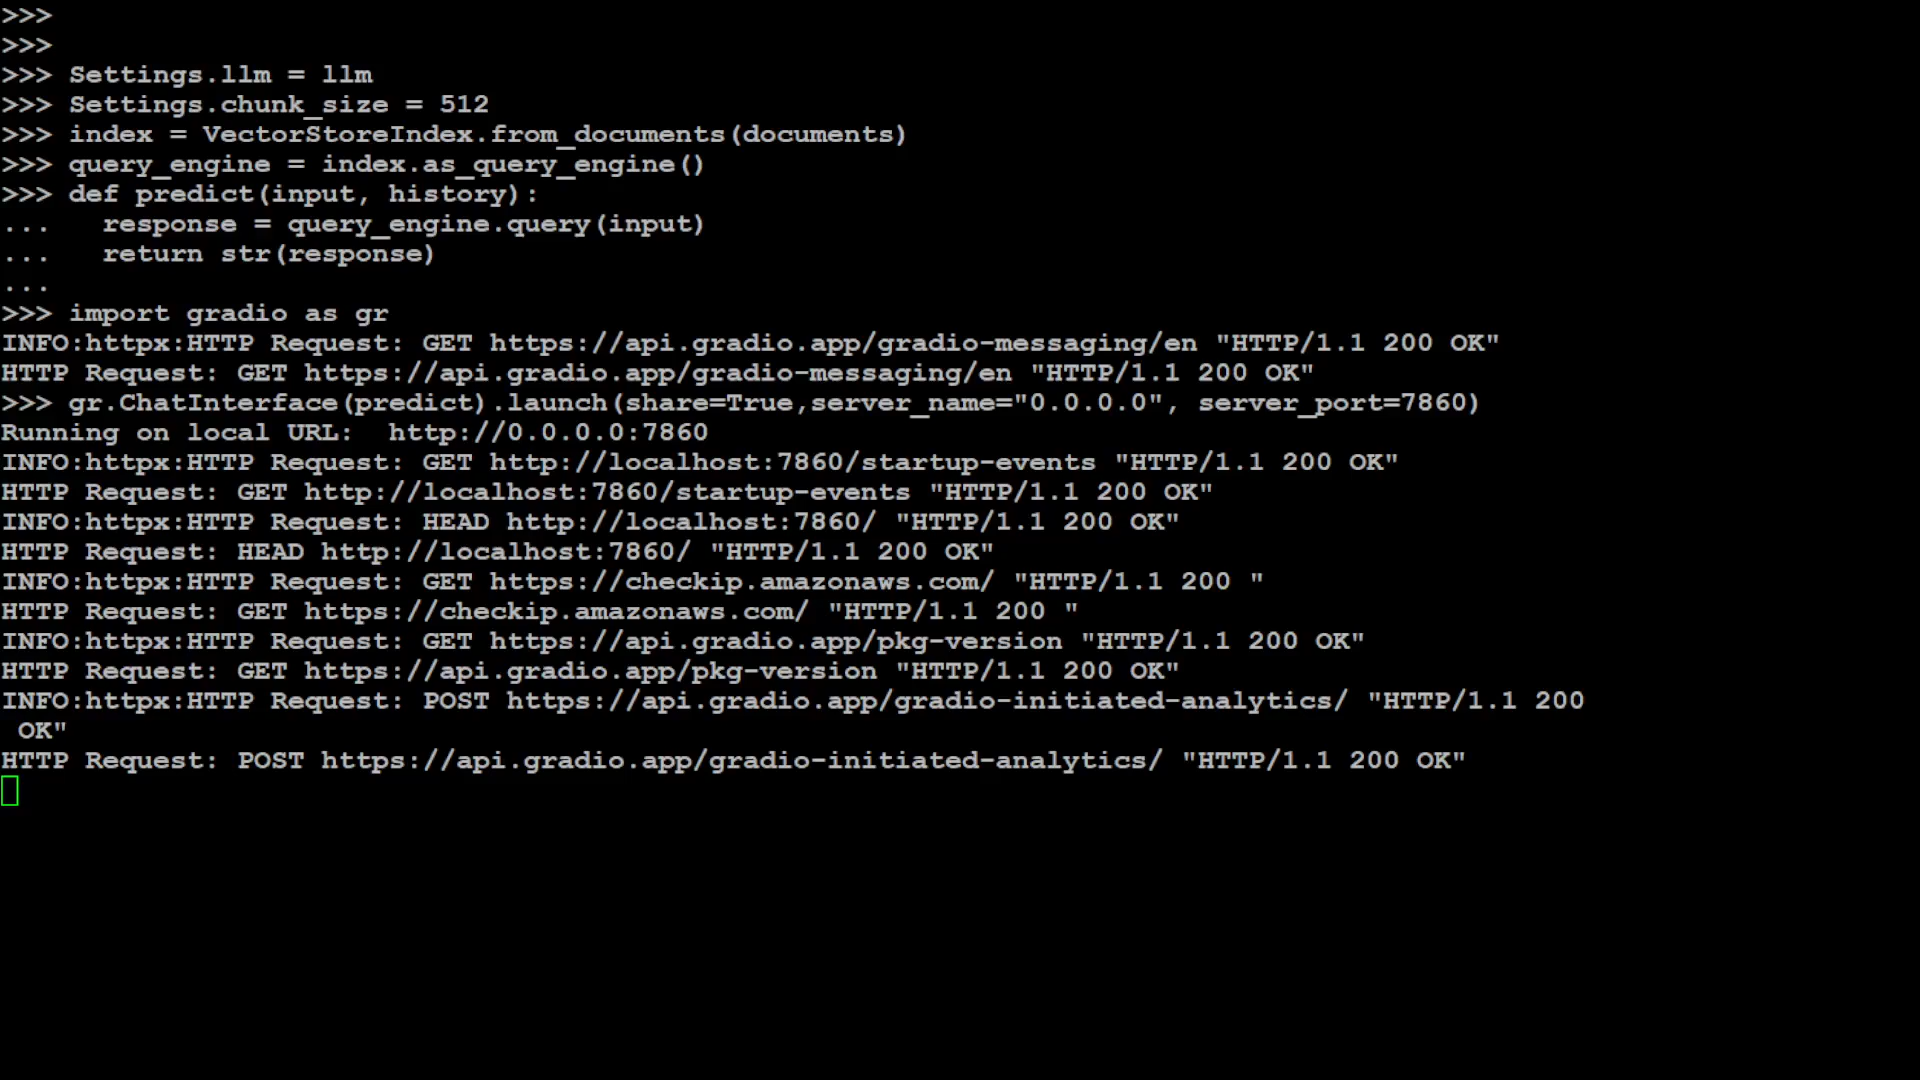 >>>
>>>
>>> Settings.llm = llm
>>> Settings.chunk_size = 512
>>> index = VectorStoreIndex.from_documents(documents)
>>> query_engine = index.as_query_engine()
>>> def predict(input, history):
...   response = query_engine.query(input)
...   return str(response)
...
>>> import gradio as gr
INFO:httpx:HTTP Request: GET https://api.gradio.app/gradio-messaging/en "HTTP/1.1 200 OK"
HTTP Request: GET https://api.gradio.app/gradio-messaging/en "HTTP/1.1 200 OK"
>>> gr.ChatInterface(predict).launch(share=True,server_name="0.0.0.0", server_port=7860)
Running on local URL:  http://0.0.0.0:7860
INFO:httpx:HTTP Request: GET http://localhost:7860/startup-events "HTTP/1.1 200 OK"
HTTP Request: GET http://localhost:7860/startup-events "HTTP/1.1 200 OK"
INFO:httpx:HTTP Request: HEAD http://localhost:7860/ "HTTP/1.1 200 OK"
HTTP Request: HEAD http://localhost:7860/ "HTTP/1.1 200 OK"
INFO:httpx:HTTP Request: GET https://checkip.amazonaws.com/ "HTTP/1.1 200 "
HTTP Request: GET https://checkip.amazonaws.com/ "HTTP/1.1 200 "
INFO:httpx:HTTP Request: GET https://api.gradio.app/pkg-version "HTTP/1.1 200 OK"
HTTP Request: GET https://api.gradio.app/pkg-version "HTTP/1.1 200 OK"
INFO:httpx:HTTP Request: POST https://api.gradio.app/gradio-initiated-analytics/ "HTTP/1.1 200
 OK"
HTTP Request: POST https://api.gradio.app/gradio-initiated-analytics/ "HTTP/1.1 200 OK"